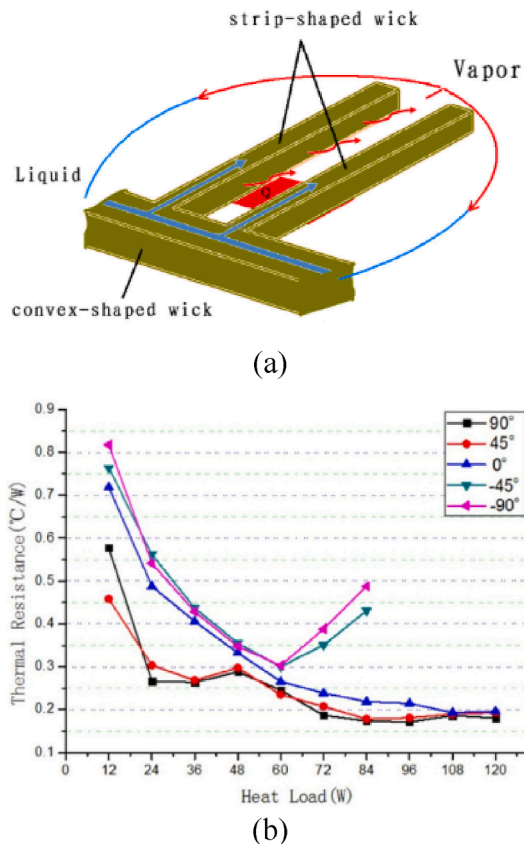 strip-shaped wick
Vapor
Liquid
Q
convex-shaped wick
(a)
0.9
0.8
0.7
0.6
0.5
0.4
0.3
0.2
0.1
Thermal Resistance(℃/W)
90°
45°
0°
-45°
-90°
0 12 24 36 48 60 72 84 96 108 120
Heat Load(W)
(b)